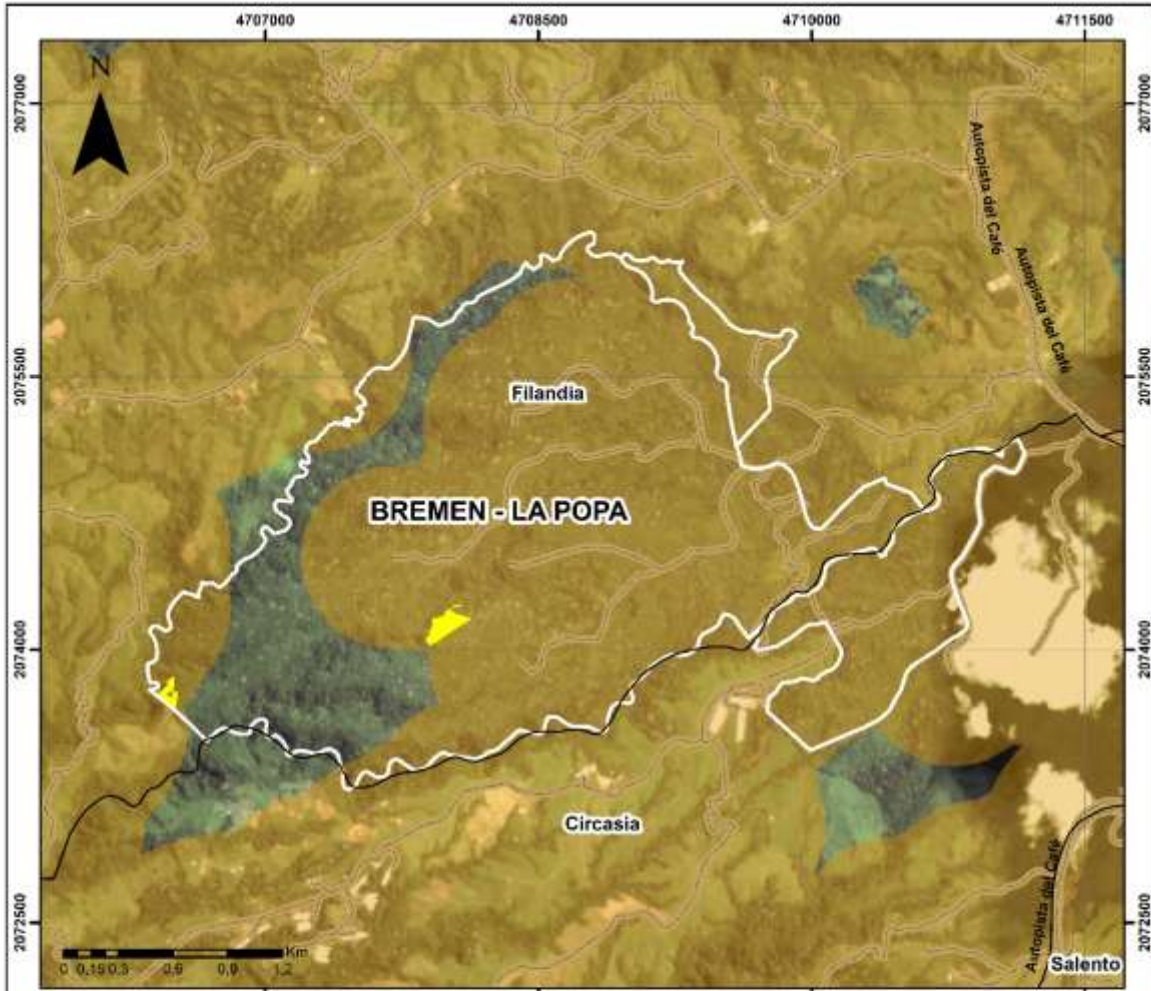 4707000 4708500 4710000 4711500
N
2077000 2077000
Autopista del Café
Autopista del Café
2075500 2075500
Filandia
BREMEN - LA POPA
2074000 2074000
Circasia
Autopista del Café
2072500 2072500
Km
0 0,15 0,3 0,6 0,9 1,2
Salento